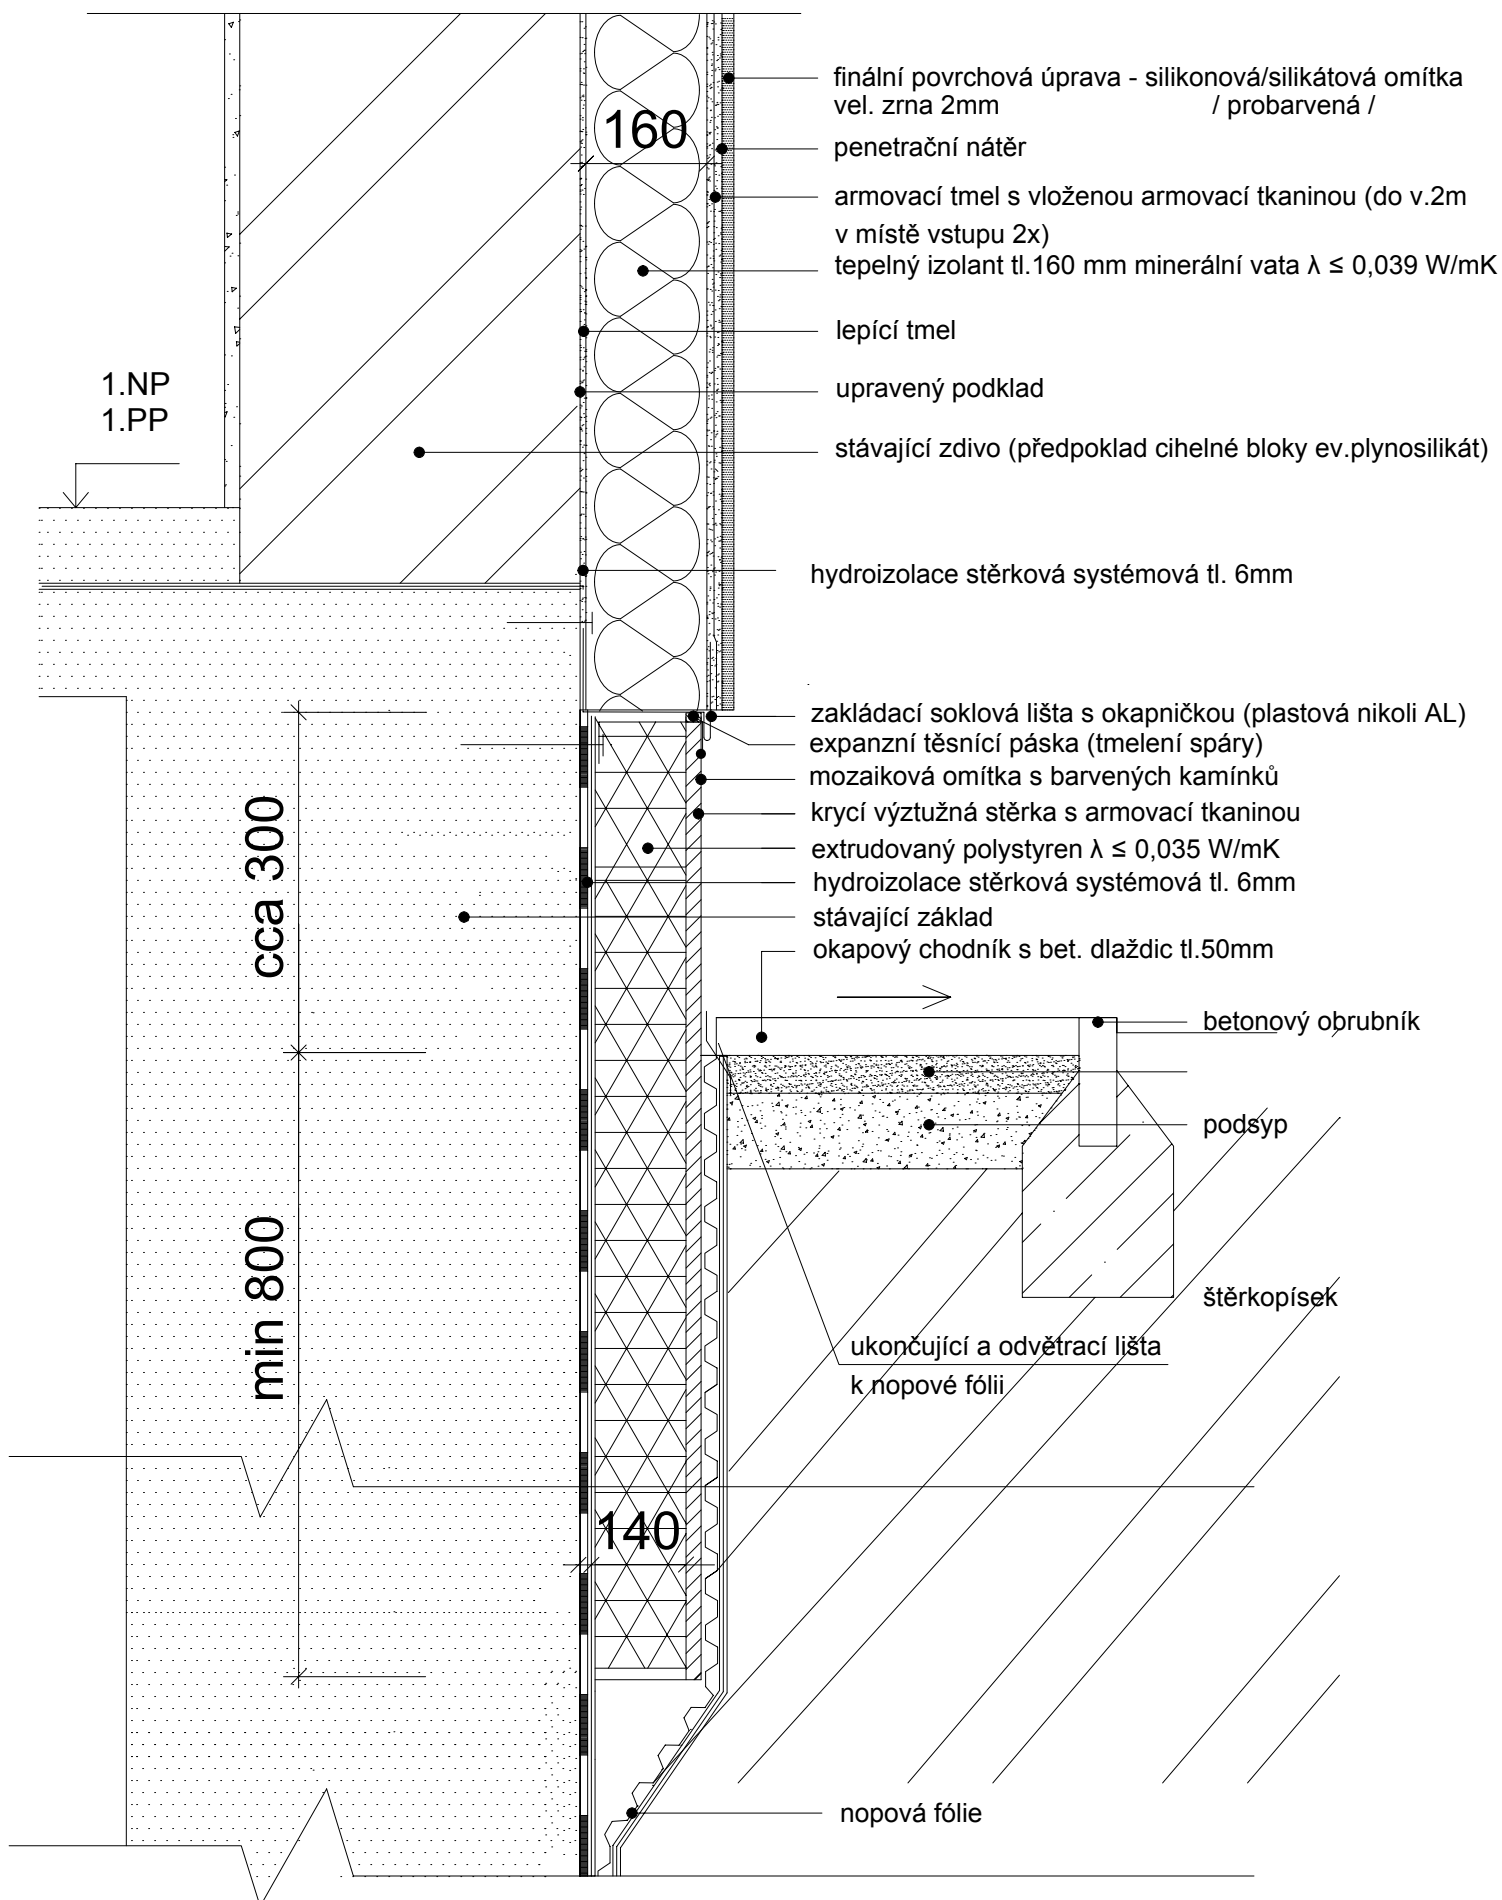 finální povrchová úprava - silikonová/silikátová omítka
vel. zrna 2mm / probarvená /
160
penetrační nátěr
armovací tmel s vloženou armovací tkaninou (do v.2m
v místě vstupu 2x)
tepelný izolant tl.160 mm minerální vata λ ≤ 0,039 W/mK
lepící tmel
1.NP
1.PP
upravený podklad
stávající zdivo (předpoklad cihelné bloky ev.plynosilikát)
hydroizolace stěrková systémová tl. 6mm
zakládací soklová lišta s okapničkou (plastová nikoli AL)
expanzní těsnící páska (tmelení spáry)
mozaiková omítka s barvených kamínků
krycí výztužná stěrka s armovací tkaninou
extrudovaný polystyren λ ≤ 0,035 W/mK
hydroizolace stěrková systémová tl. 6mm
stávající základ
okapový chodník s bet. dlaždic tl.50mm
cca 300
betonový obrubník
podsyp
min 800
štěrkopísek
ukončující a odvětrací lišta
k nopové fólii
140
nopová fólie